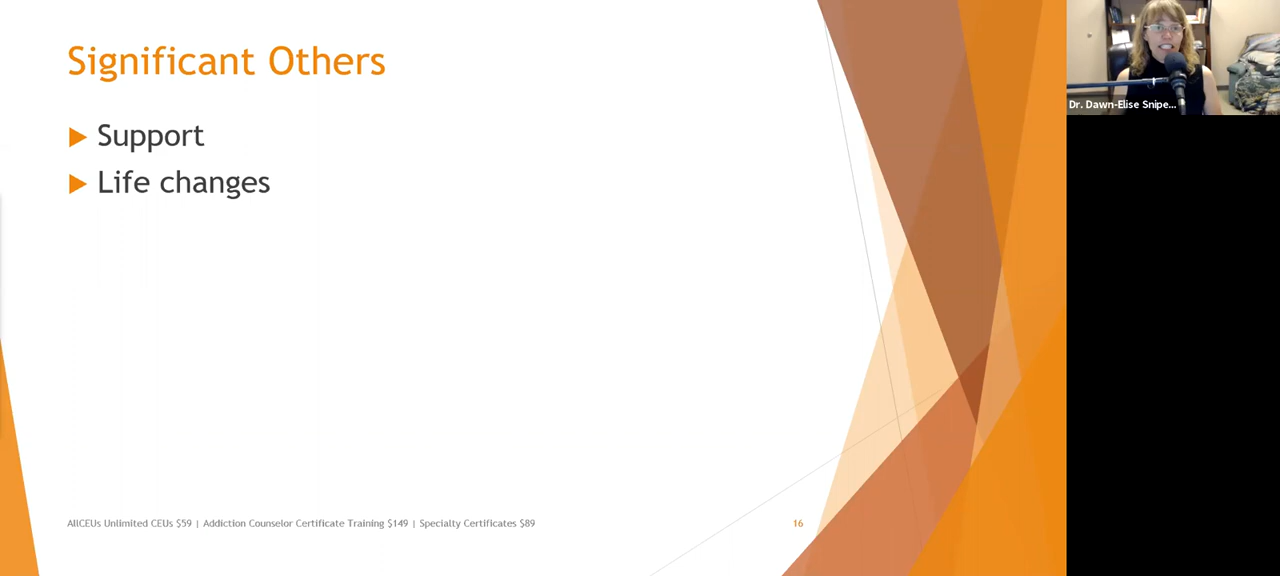 Significant Others
Support
Life changes
AllCEUs Unlimited CEUs $59 | Addiction Counselor Certificate Training $149 | Specialty Certificates $89
16
Dr. Dawn-Elise Snipe...